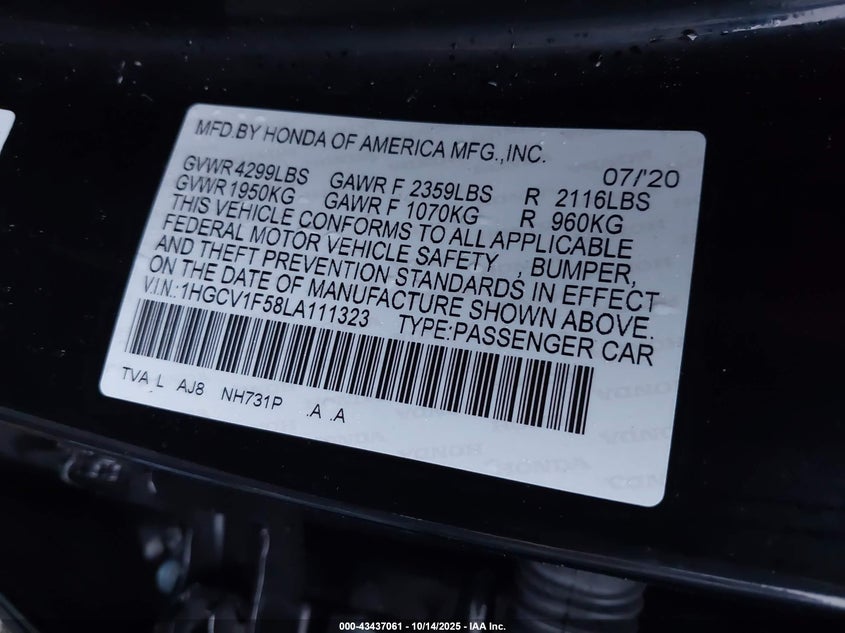 MFD.BY HONDA OF AMERICA MFG.,INC.
07/'20
GVWR 4299LBS GAWR F 2359LBS R 2116LBS
GVWR 1950KG GAWR F 1070KG R 960KG
THIS VEHICLE CONFORMS TO ALL APPLICABLE
FEDERAL MOTOR VEHICLE SAFETY , BUMPER,
AND THEFT PREVENTION STANDARDS IN EFFECT
ON THE DATE OF MANUFACTURE SHOWN ABOVE.
V.I.N.:1HGCV1F58LA111323 TYPE:PASSENGER CAR
TVA L AJ8 NH731P .A .A
000-43437061 | 10/14/2025 | IAA Inc.